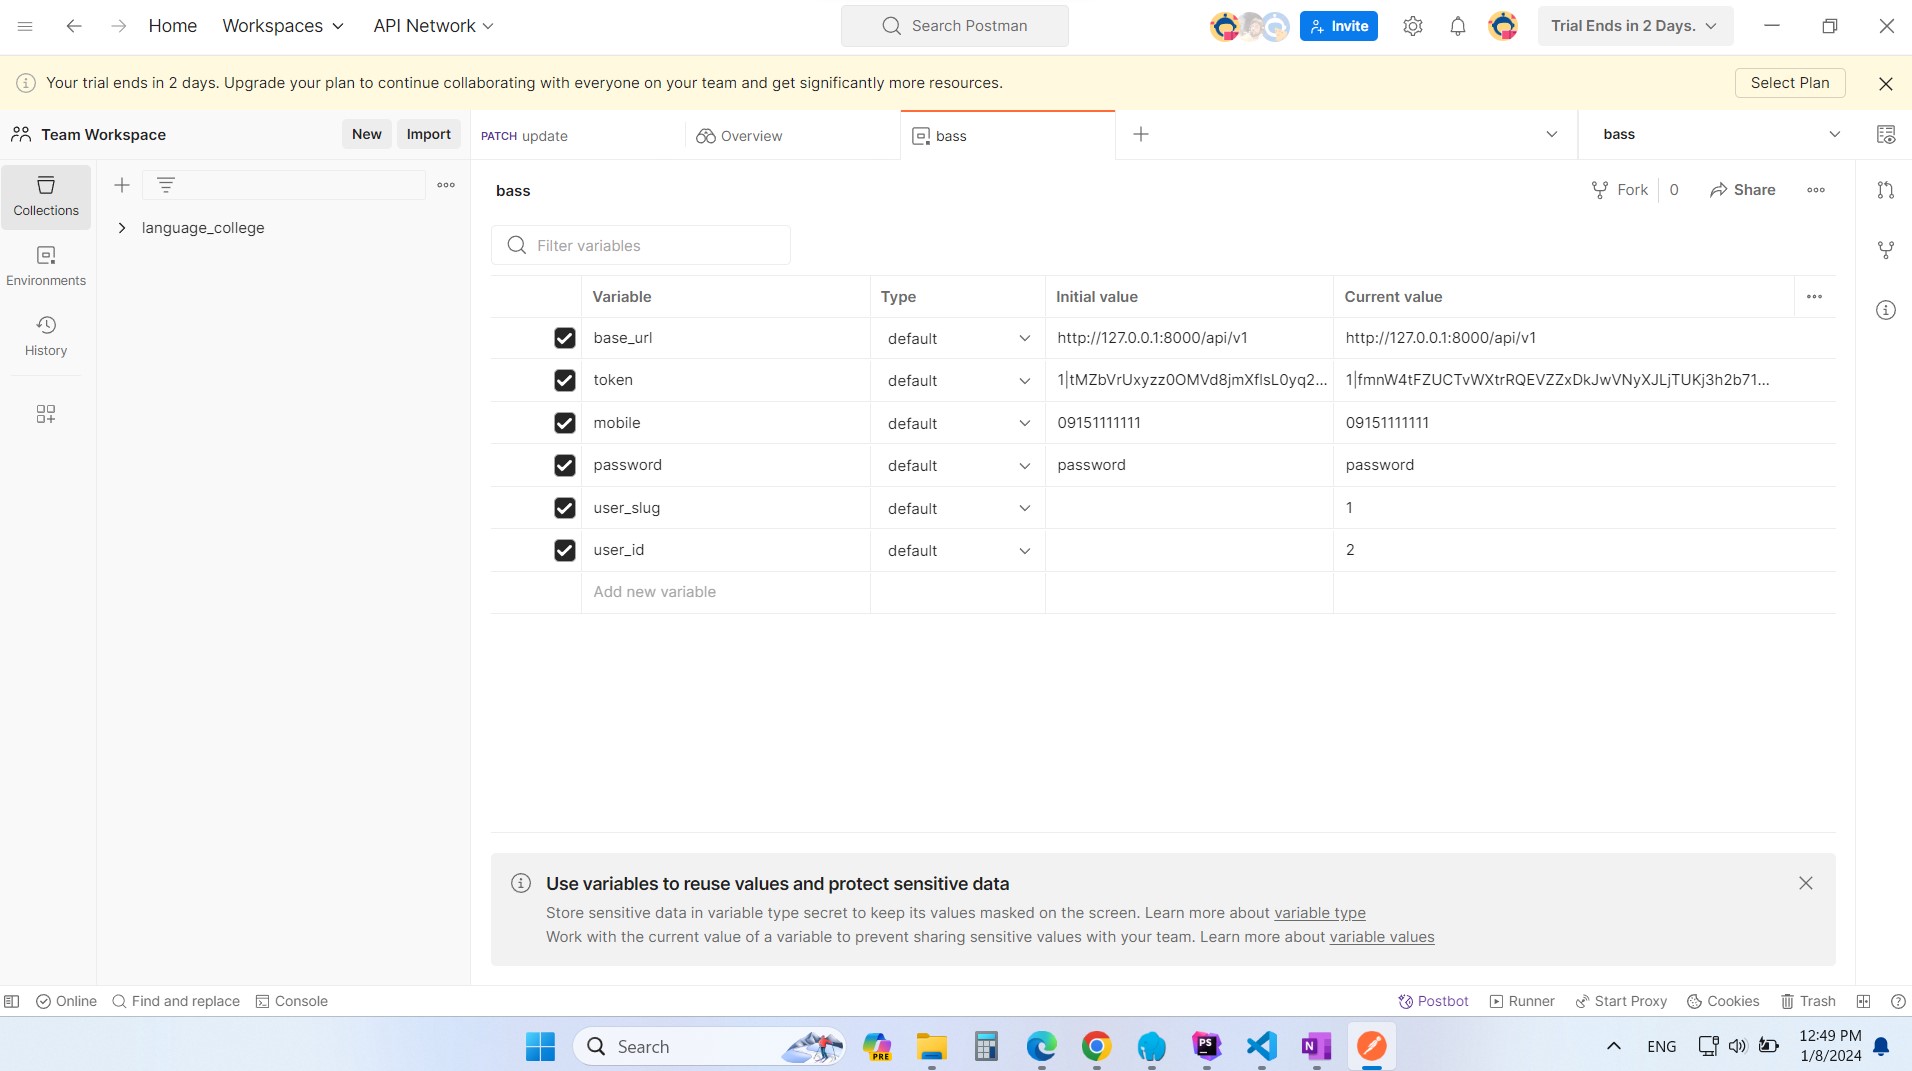 Home Workspaces API Network Search Postman Invite Trial Ends in 2 Days.
Your trial ends in 2 days. Upgrade your plan to continue collaborating with everyone on your team and get significantly more resources. Select Plan
Team Workspace New Import PATCH update Overview bass bass
Collections
Environments
History
language_college
bass Fork 0 Share
Filter variables
Variable Type Initial value Current value
base_url default http://127.0.0.1:8000/api/v1 http://127.0.0.1:8000/api/v1
token default 1|tMZbVrUxyzz0OMVd8jmXflsL0yq2... 1|fmnW4tFZUCTvWXtrRQEVZZxDkJwVNyXJLjTUKj3h2b71...
mobile default 09151111111 09151111111
password default password password
user_slug default 1
user_id default 2
Add new variable
Use variables to reuse values and protect sensitive data
Store sensitive data in variable type secret to keep its values masked on the screen. Learn more about variable type
Work with the current value of a variable to prevent sharing sensitive values with your team. Learn more about variable values
Online Find and replace Console Postbot Runner Start Proxy Cookies Trash
Search PRE PS N ENG 12:49 PM
1/8/2024